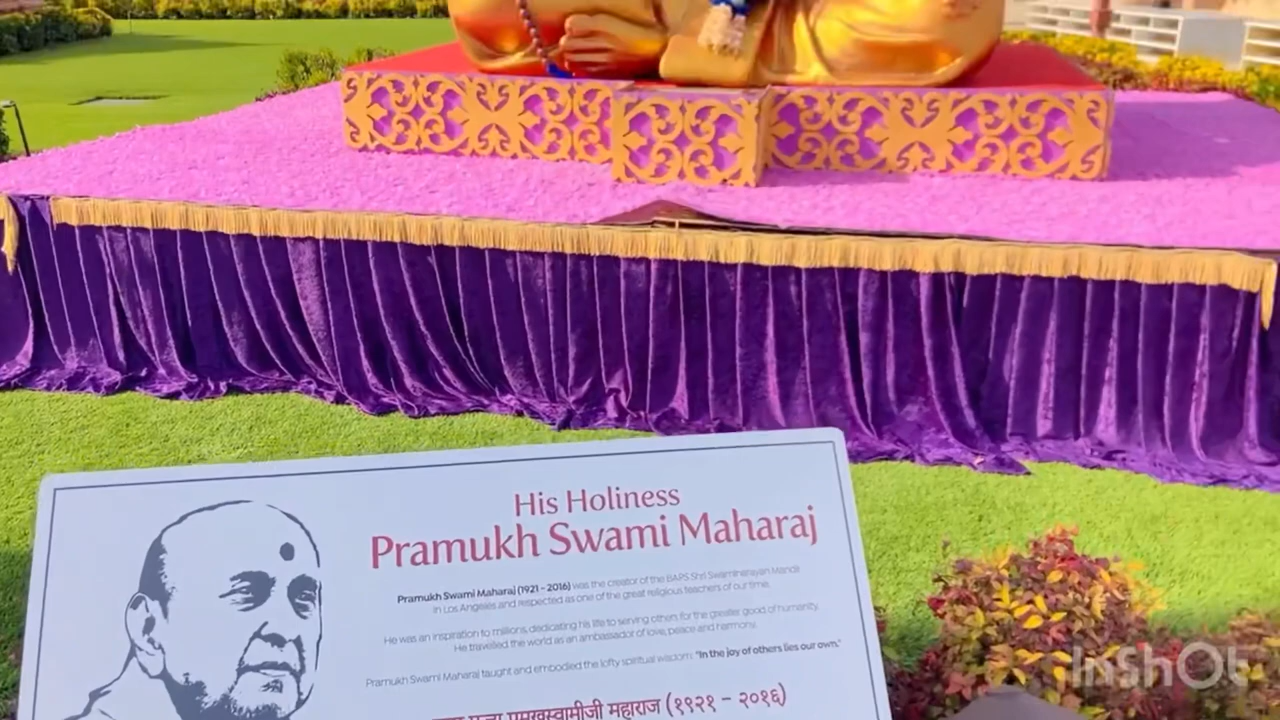 His Holiness
Pramukh Swami Maharaj
Pramukh Swami Maharaj (1921 - 2016) was the creator of the BAPS Shri Swaminarayan Mandir
in Los Angeles and respected as one of the great religious teachers of our time.
He was an inspiration to millions, dedicating his life to serving others for the greater good of humanity.
He travelled the world as an ambassador of love, peace and harmony.
Pramukh Swami Maharaj taught and embodied the lofty spiritual wisdom: "In the joy of others lies our own."
प्रमुखस्वामीजी महाराज (१९२१ - २०१६)
InShOt